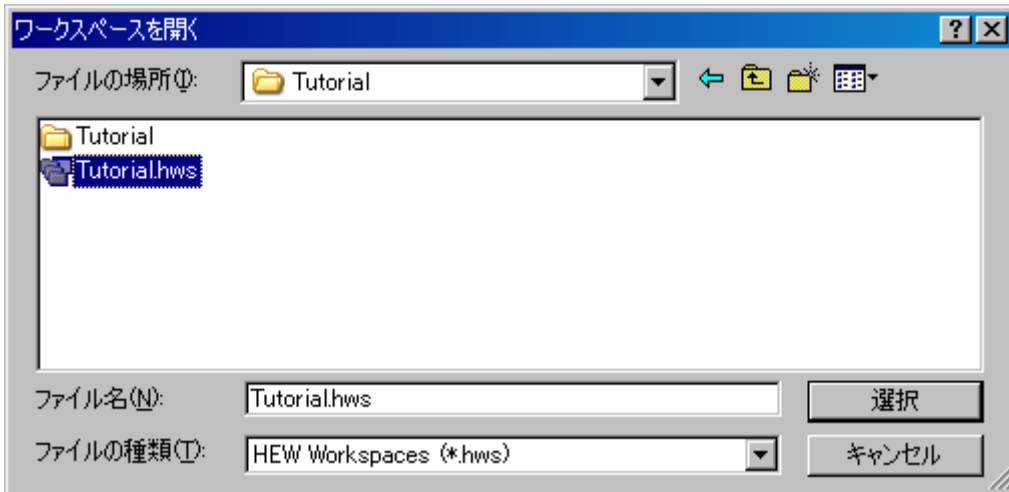 ワークスペースを開く
ファイルの場所(I):
Tutorial
Tutorial
Tutorial.hws
ファイル名(N):
Tutorial.hws
選択
ファイルの種類(T):
HEW Workspaces (*.hws)
キャンセル